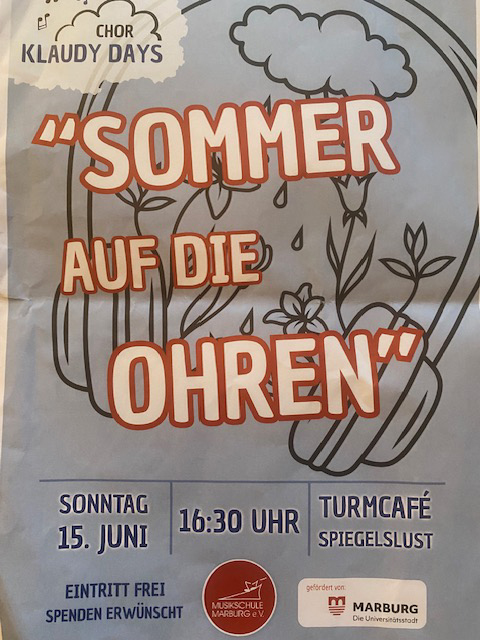 CHOR
KLAUDY DAYS
"SOMMER
AUF DIE
OHREN"
SONNTAG
15. JUNI
16:30 UHR
TURMCAFÉ
SPIEGELSLUST
EINTRITT FREI
SPENDEN ERWÜNSCHT
MUSIKSCHULE
MARBURG e.V.
gefördert von:
MARBURG
Die Universitätsstadt